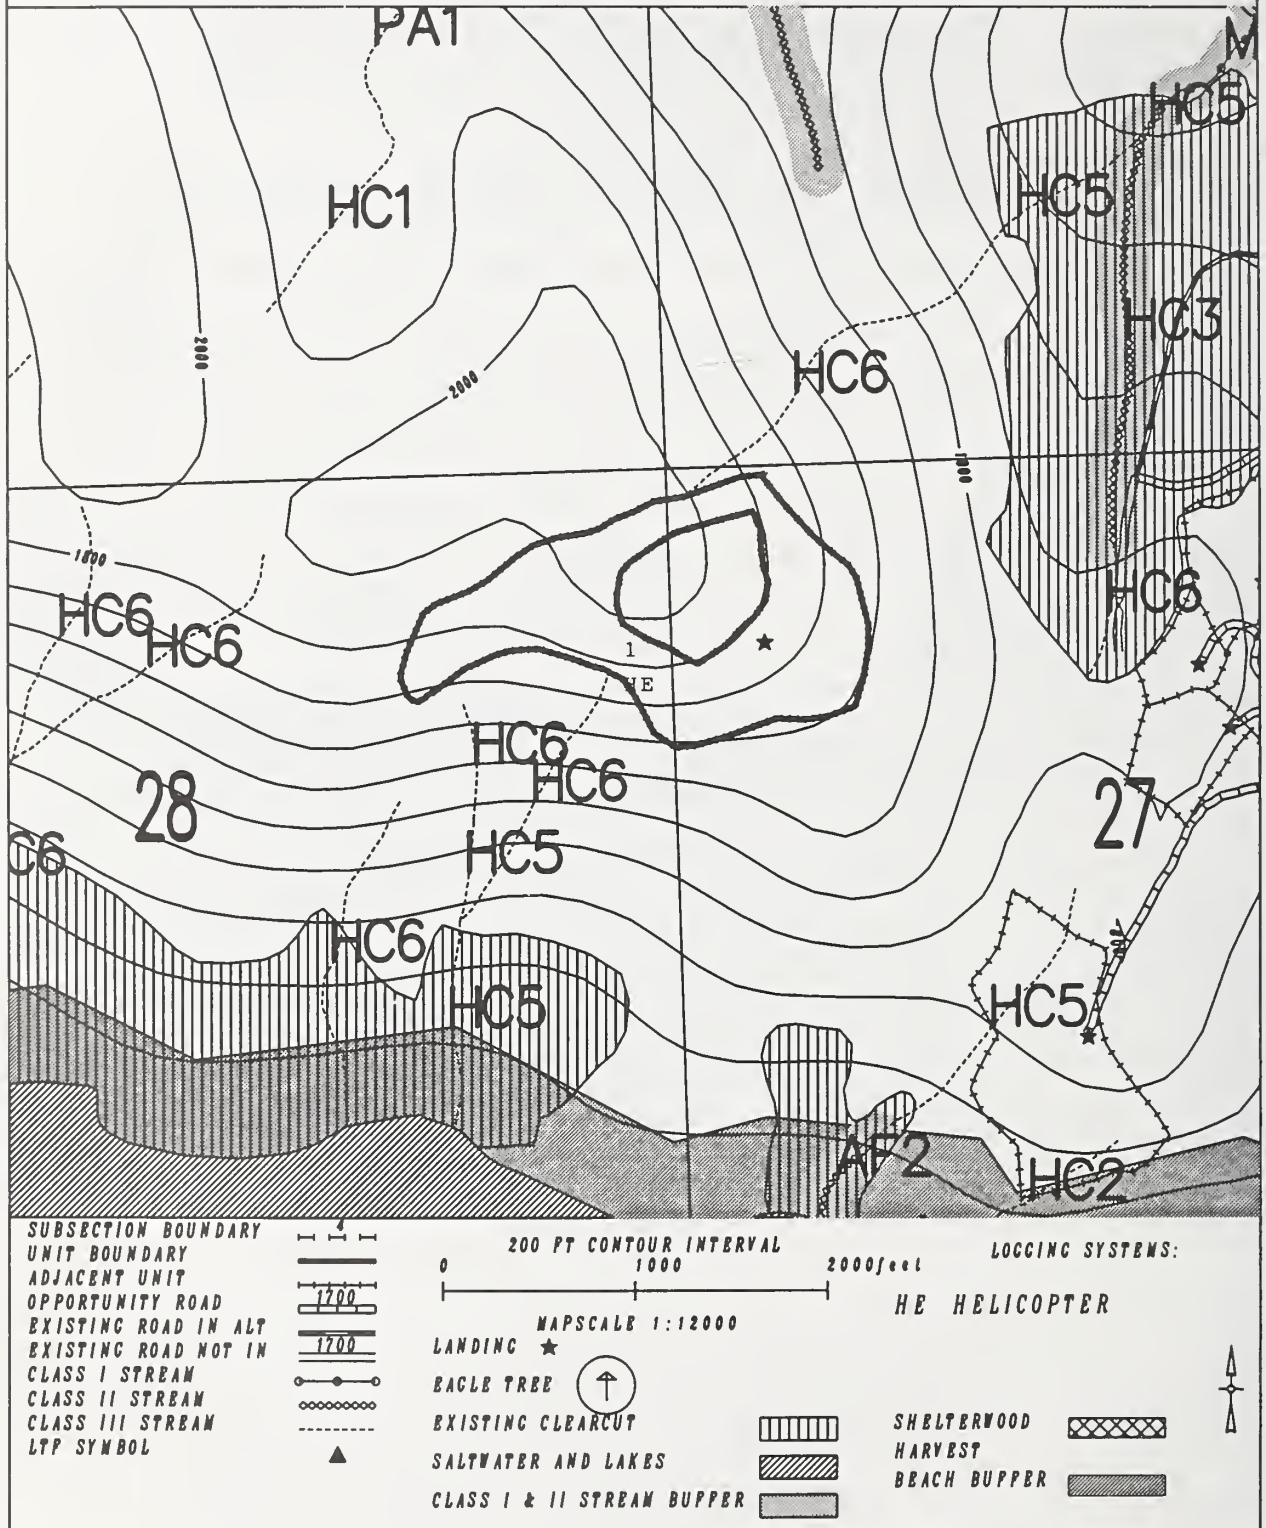 PA1
M
HC5
HC5
HC1
HC3
2000
HC6
2000
1000
1800
HC6
HC6
HC6
1
HE
HC6
HC6
28
27
HC5
C6
HC6
HC5
HC5
AF2
HC2
SUBSECTION BOUNDARY
UNIT BOUNDARY
ADJACENT UNIT
OPPORTUNITY ROAD 1700
EXISTING ROAD IN ALT
EXISTING ROAD NOT IN 1700
CLASS I STREAM
CLASS II STREAM
CLASS III STREAM
LTF SYMBOL
200 FT CONTOUR INTERVAL
0 1000 2000feet
MAPSCALE 1:12000
LANDING
EAGLE TREE
EXISTING CLEARCUT
SALTWATER AND LAKES
CLASS I & II STREAM BUFFER
LOGGING SYSTEMS:
HE HELICOPTER
SHELTERWOOD
HARVEST
BEACH BUFFER